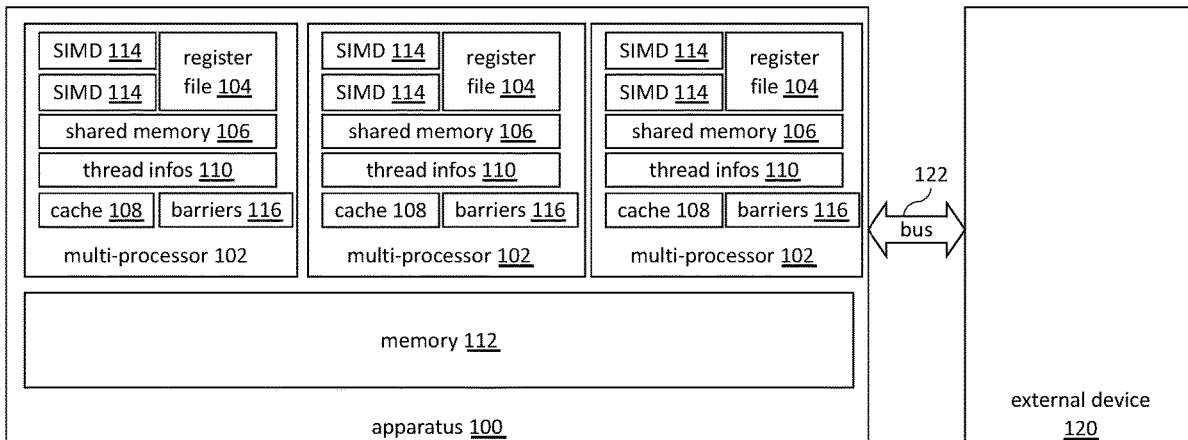 SIMD 114
SIMD 114
register
file 104
shared memory 106
thread infos 110
cache 108
barriers 116
multi-processor 102
SIMD 114
SIMD 114
register
file 104
shared memory 106
thread infos 110
cache 108
barriers 116
multi-processor 102
SIMD 114
SIMD 114
register
file 104
shared memory 106
thread infos 110
cache 108
barriers 116
multi-processor 102
memory 112
apparatus 100
122
bus
external device
120